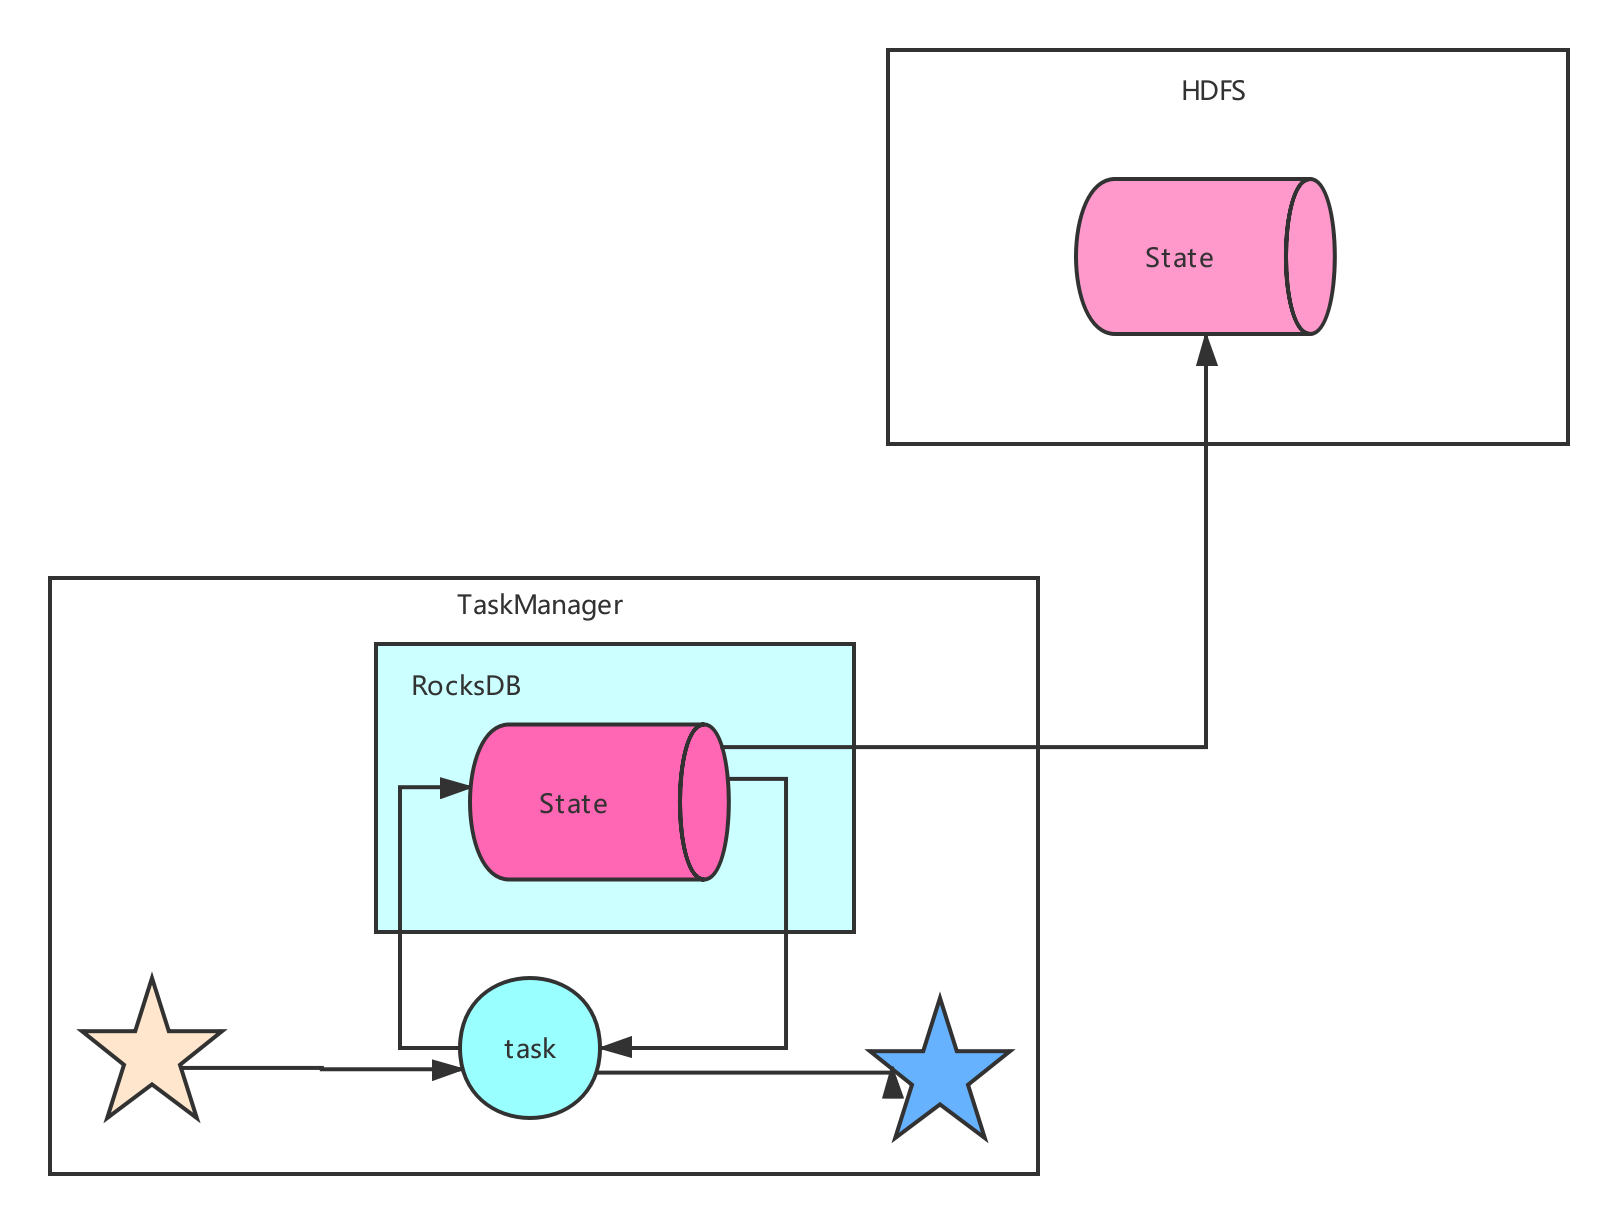 HDFS
State
TaskManager
RocksDB
State
task